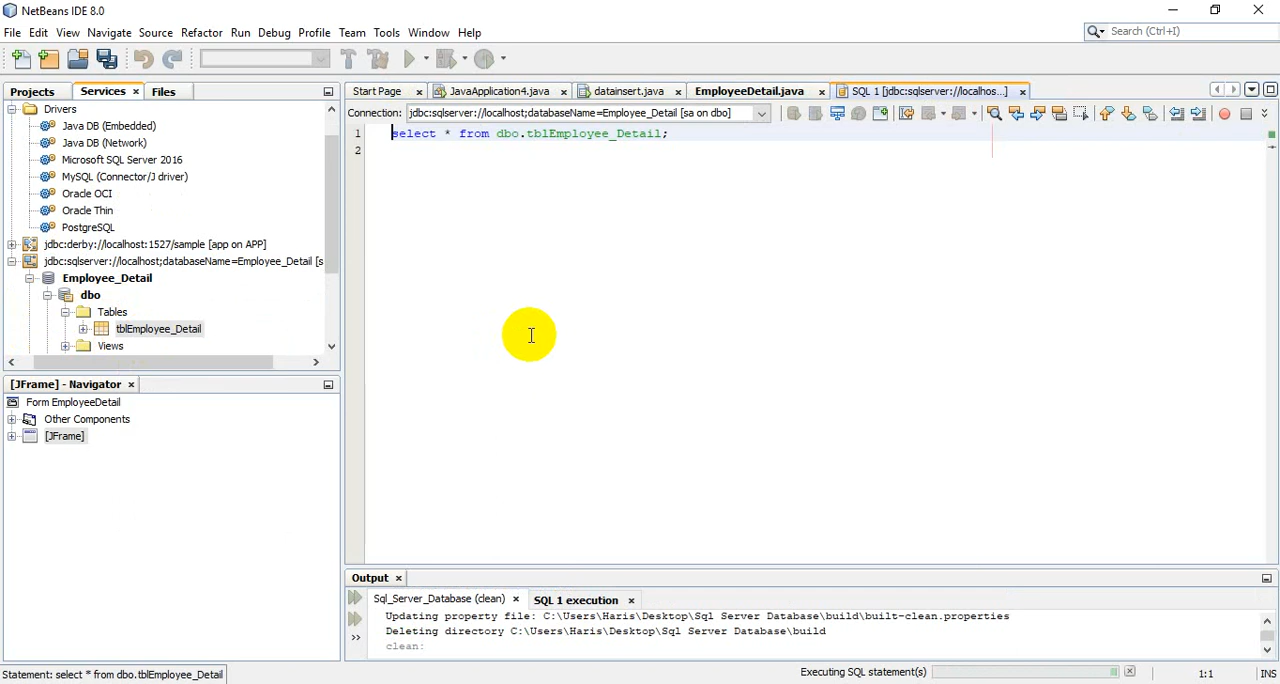 NetBeans IDE 8.0
File Edit View Navigate Source Refactor Run Debug Profile Team Tools Window Help
Search (Ctrl+I)
Projects Services Files
Drivers
Java DB (Embedded)
Java DB (Network)
Microsoft SQL Server 2016
MySQL (Connector/J driver)
Oracle OCI
Oracle Thin
PostgreSQL
jdbc:derby://localhost:1527/sample [app on APP]
jdbc:sqlserver://localhost;databaseName=Employee_Detail [s
Employee_Detail
dbo
Tables
tblEmployee_Detail
Views
[JFrame] - Navigator
Form EmployeeDetail
Other Components
[JFrame]
Start Page JavaApplication4.java datainsert.java EmployeeDetail.java SQL 1 [jdbc:sqlserver://localhos...]
Connection: jdbc:sqlserver://localhost;databaseName=Employee_Detail [sa on dbo]
1 select * from dbo.tblEmployee_Detail;
2
Output
Sql_Server_Database (clean) SQL 1 execution
Updating property file: C:\Users\Haris\Desktop\Sql Server Database\build\built-clean.properties
Deleting directory C:\Users\Haris\Desktop\Sql Server Database\build
clean:
Statement: select * from dbo.tblEmployee_Detail
Executing SQL statement(s)
1:1 INS